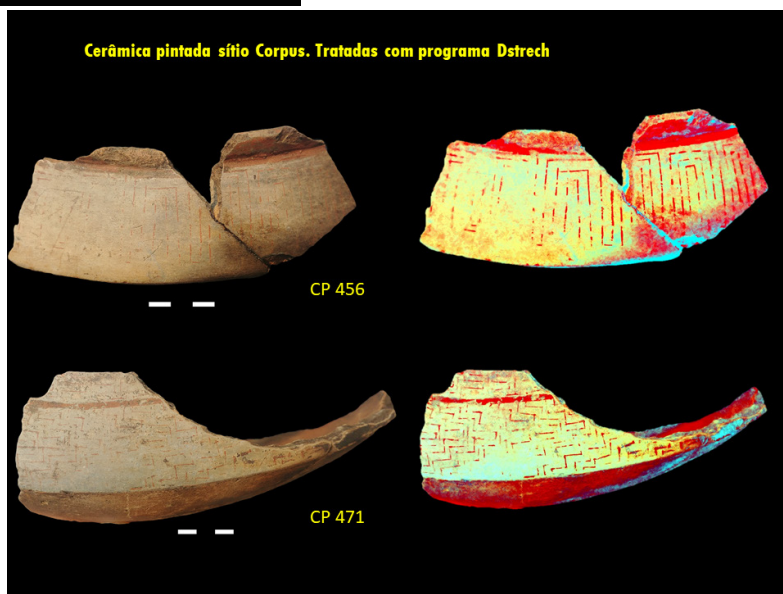 Cerâmica pintada sítio Corpus. Tratadas com programa Dstrech
CP 456
CP 471